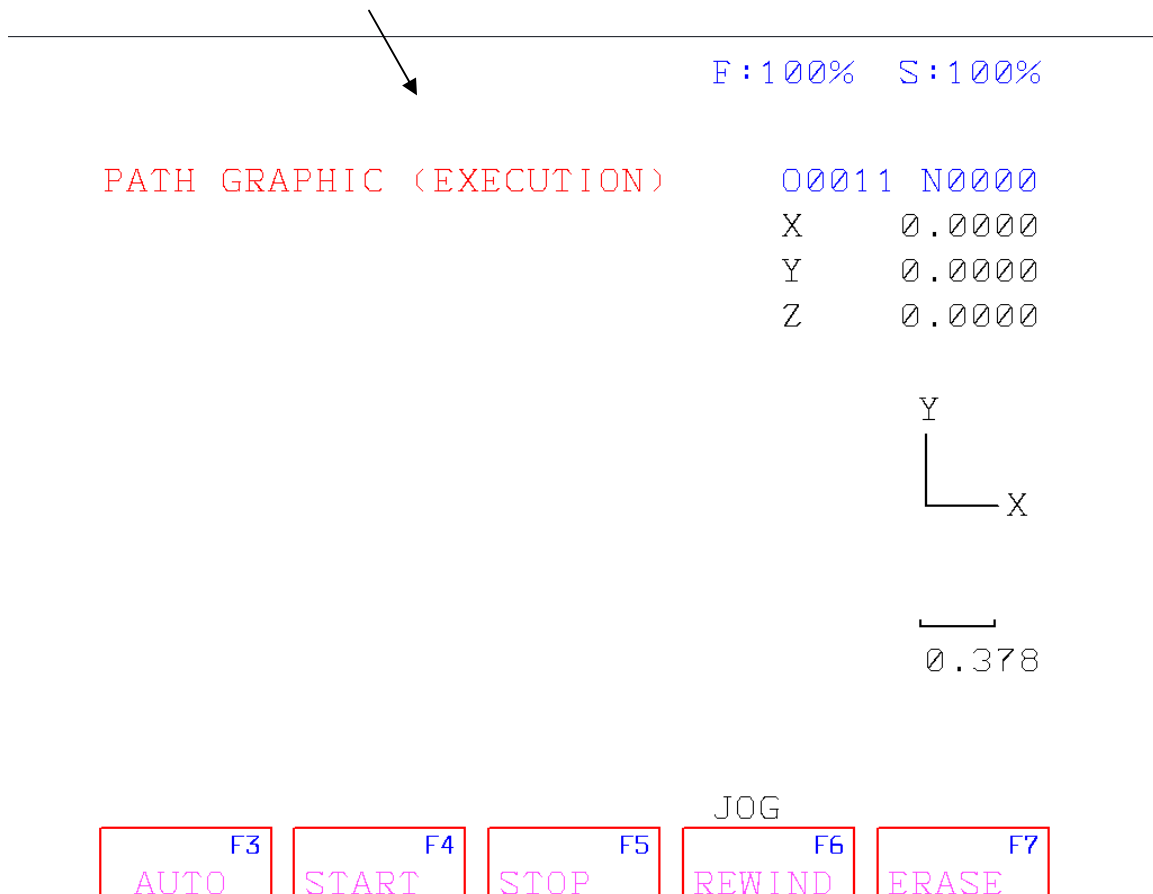 F:100% S:100%
PATH GRAPHIC (EXECUTION) O0011 N0000
X 0.0000
Y 0.0000
Z 0.0000
Y
X
0.378
JOG
F3 F4 F5 F6 F7
AUTO START STOP REWIND ERASE